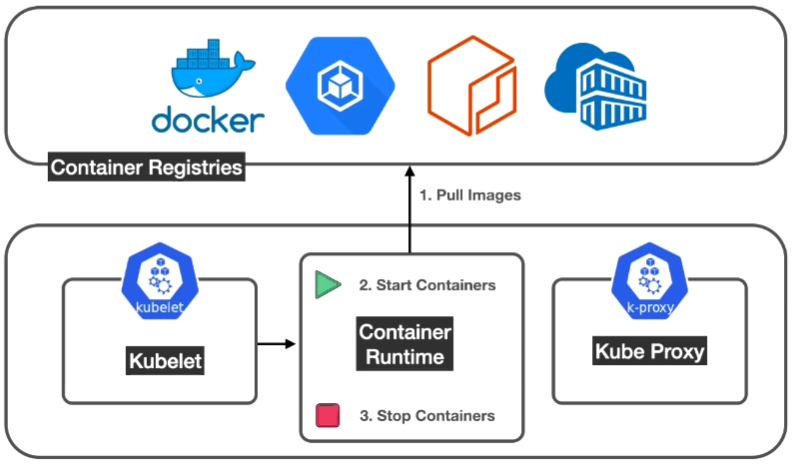 docker
Container Registries
1. Pull Images
kubelet
Kubelet
2. Start Containers
Container
Runtime
3. Stop Containers
k-proxy
Kube Proxy